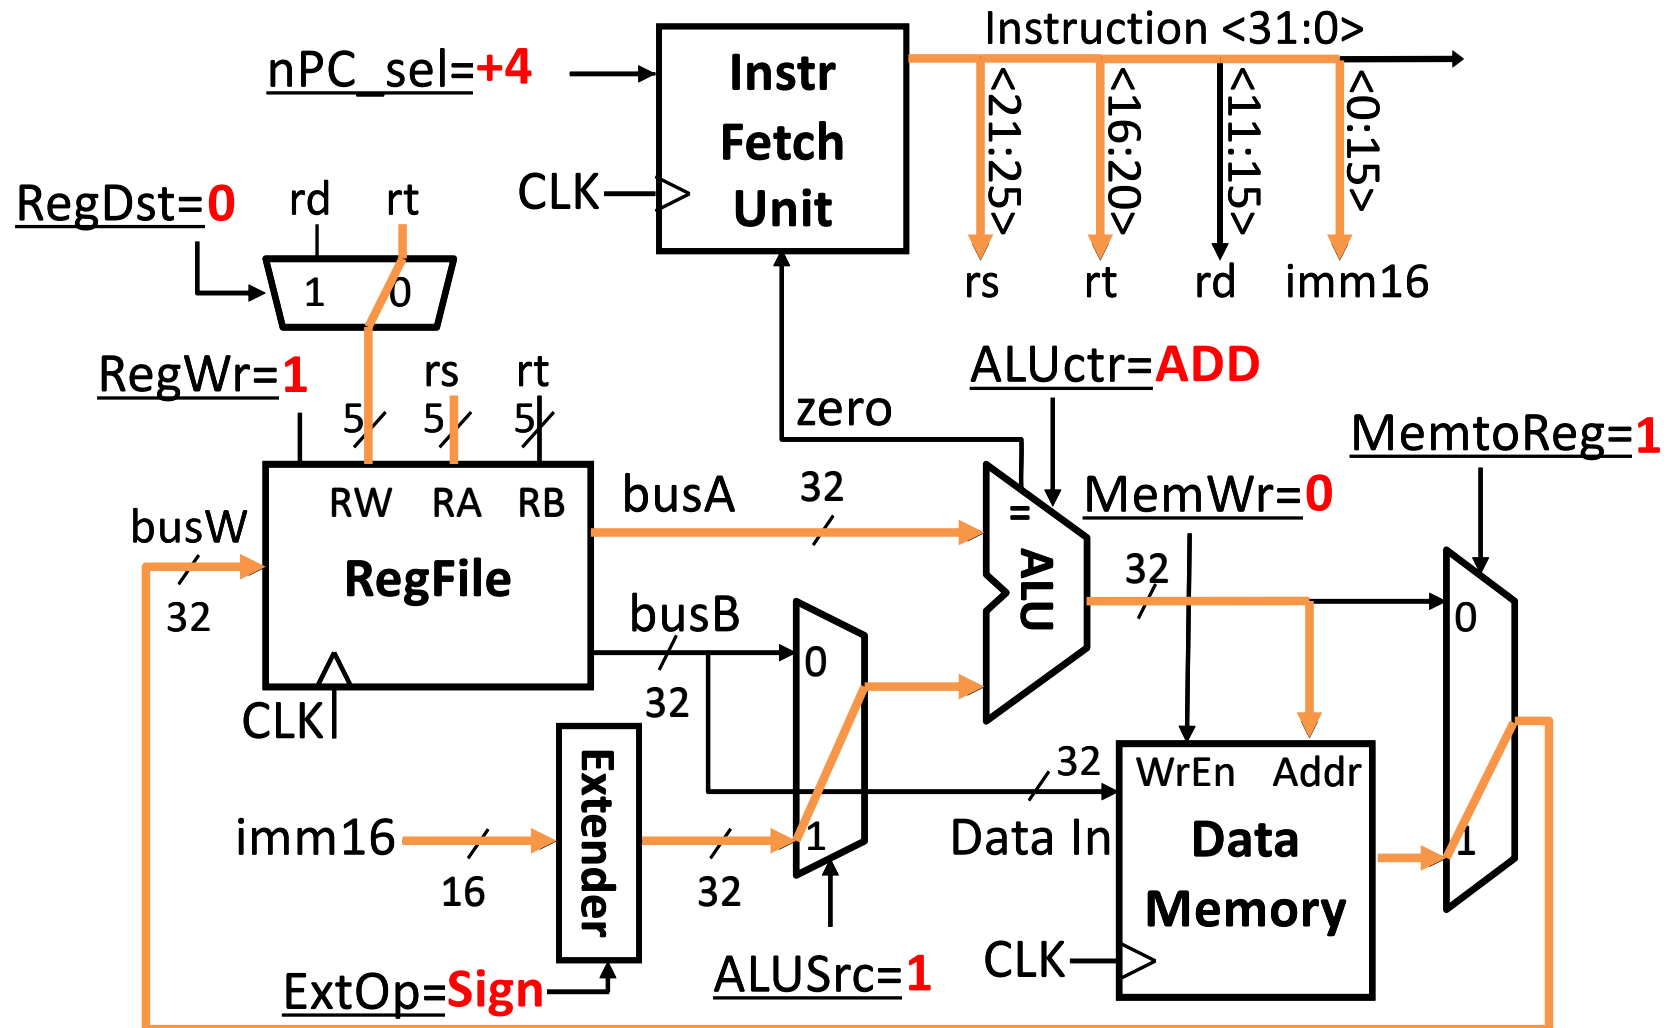 Instruction <31:0>
nPC_sel=+4
Instr
Fetch
Unit
CLK
<21:25>
<16:20>
<11:15>
<0:15>
rs
rt
rd
imm16
RegDst=0
rd
rt
1
0
RegWr=1
rs
rt
5
5
5
zero
ALUctr=ADD
MemtoReg=1
RW
RA
RB
RegFile
CLK
busW
32
busA
32
busB
32
=
ALU
MemWr=0
32
0
1
0
1
32
WrEn
Addr
Data In
Data
Memory
CLK
imm16
16
Extender
32
ExtOp=Sign
ALUSrc=1